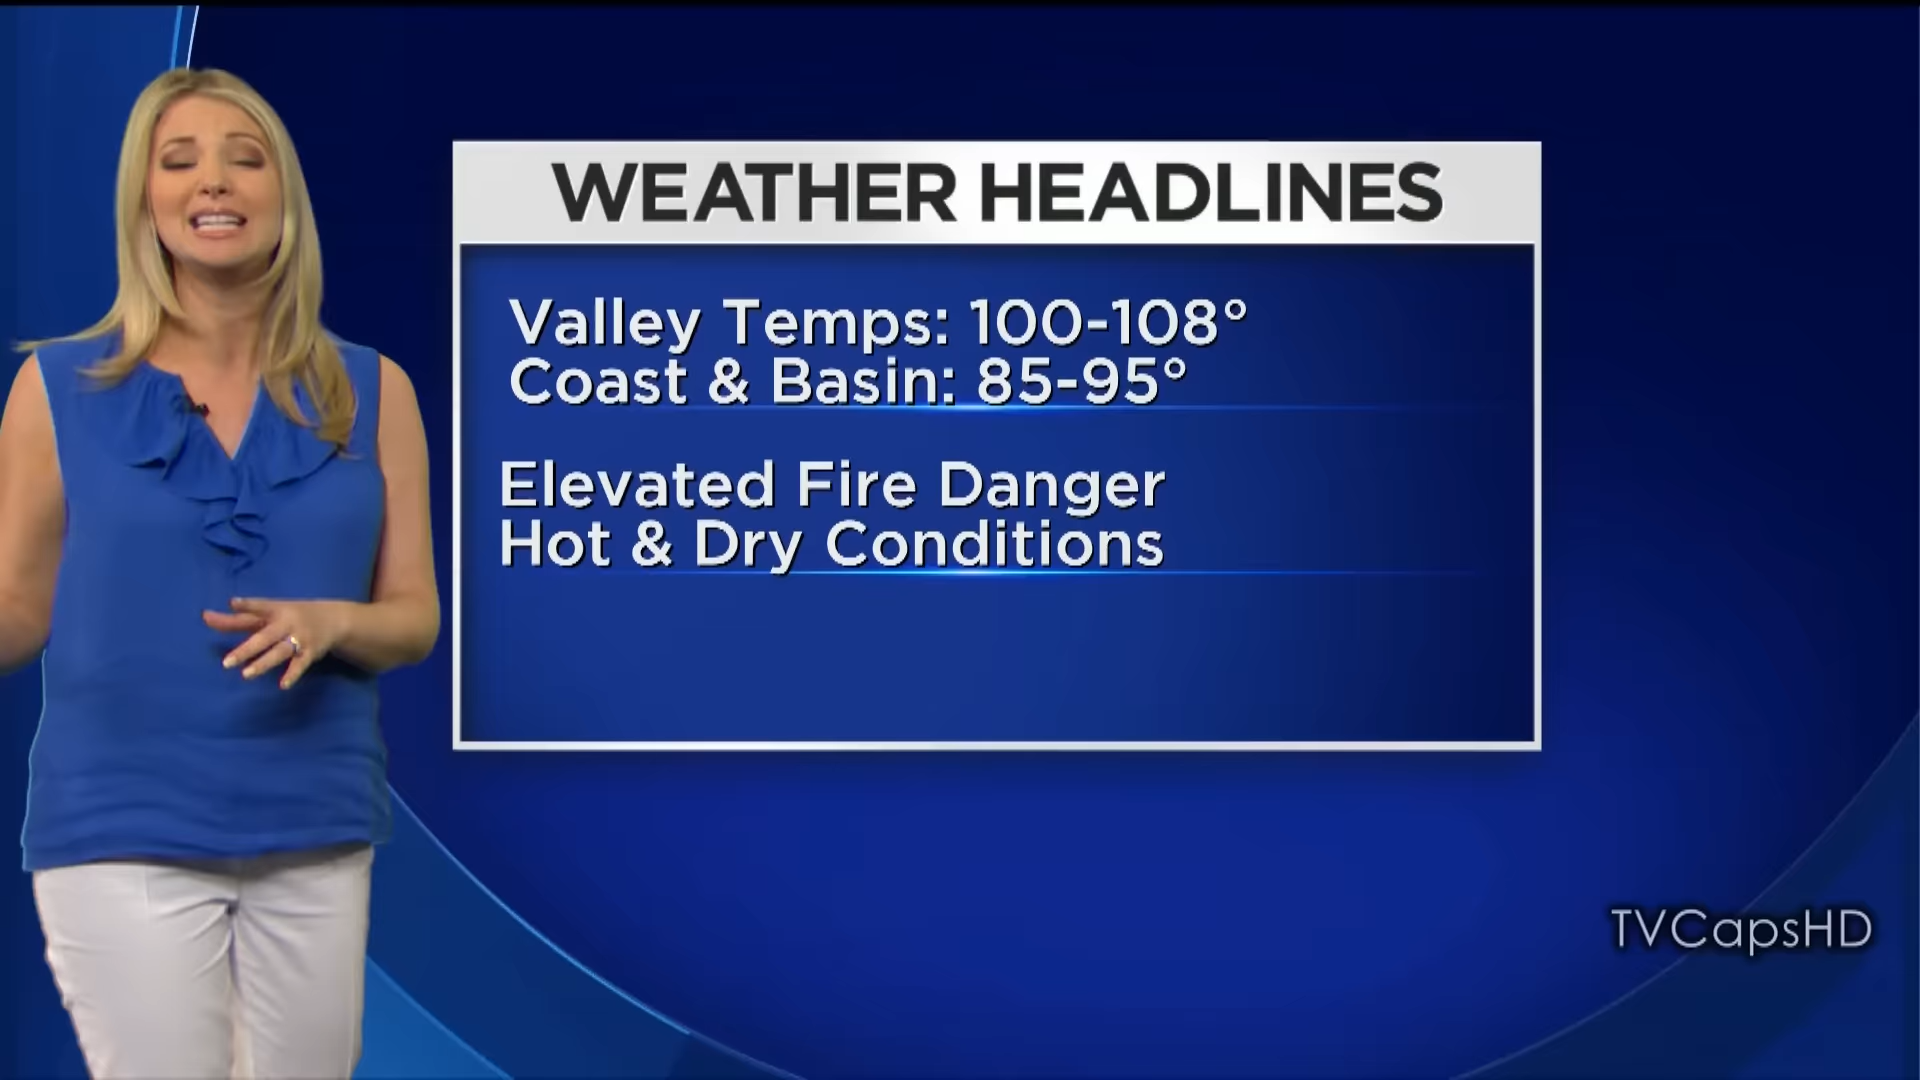 WEATHER HEADLINES
Valley Temps: 100-108°
Coast & Basin: 85-95°
Elevated Fire Danger
Hot & Dry Conditions
TVCapsHD